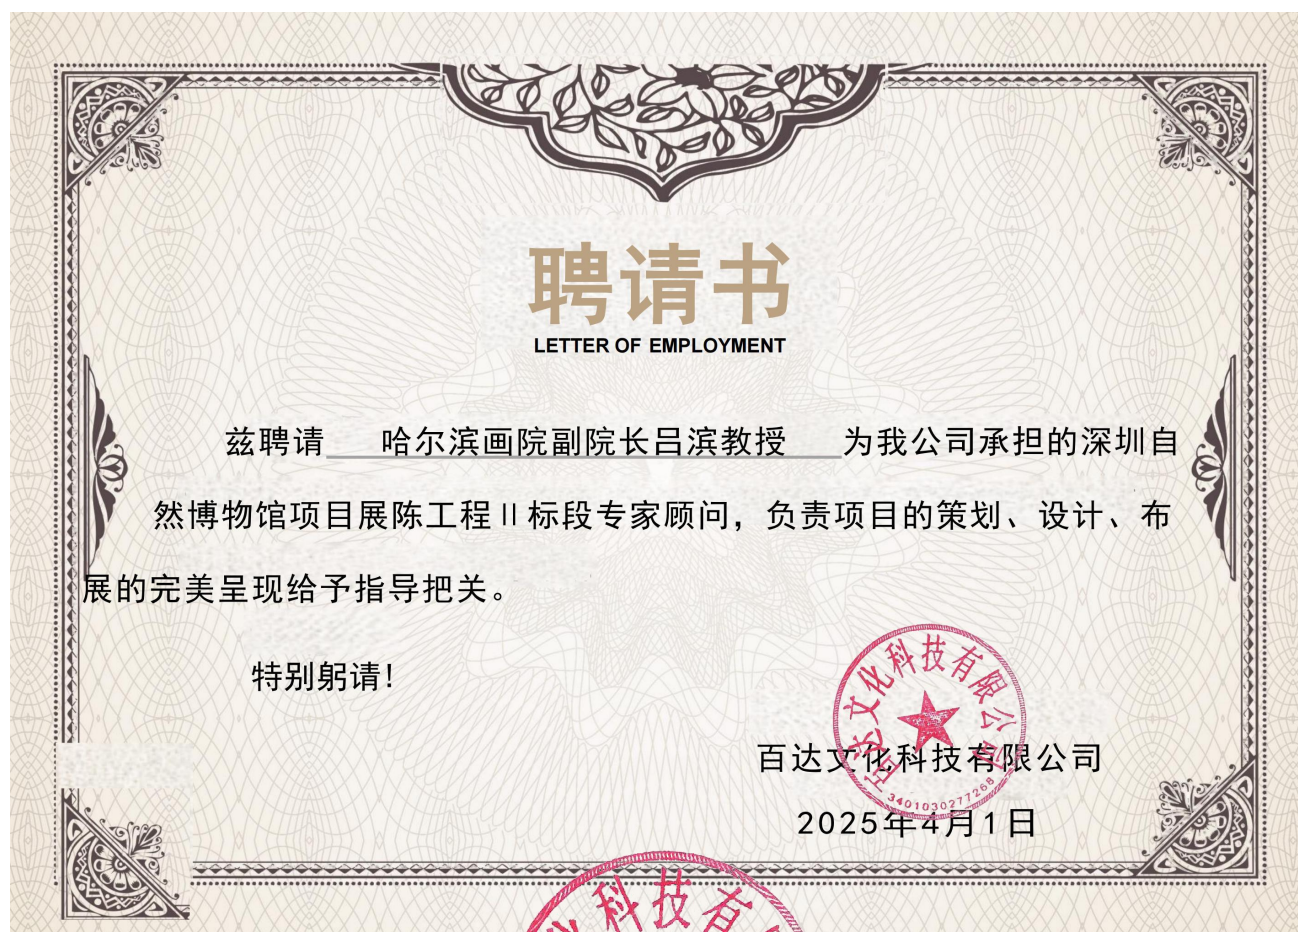 聘请书
LETTER OF EMPLOYMENT
兹聘请 哈尔滨画院副院长吕滨教授 为我公司承担的深圳自
然博物馆项目展陈工程Ⅱ标段专家顾问，负责项目的策划、设计、布
展的完美呈现给予指导把关。
特别躬请!
百达文化科技有限公司
3401030277268
百达文化科技有限公司
2025年4月1日
化科技有